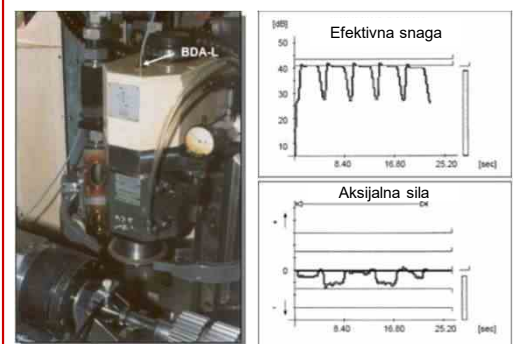 BDA-L
Efektivna snaga
[dB]
50
40
30
20
10
8.40 16.80 25.20 [sec]
Aksijalna sila
+
0
-
8.40 16.80 25.20 [sec]